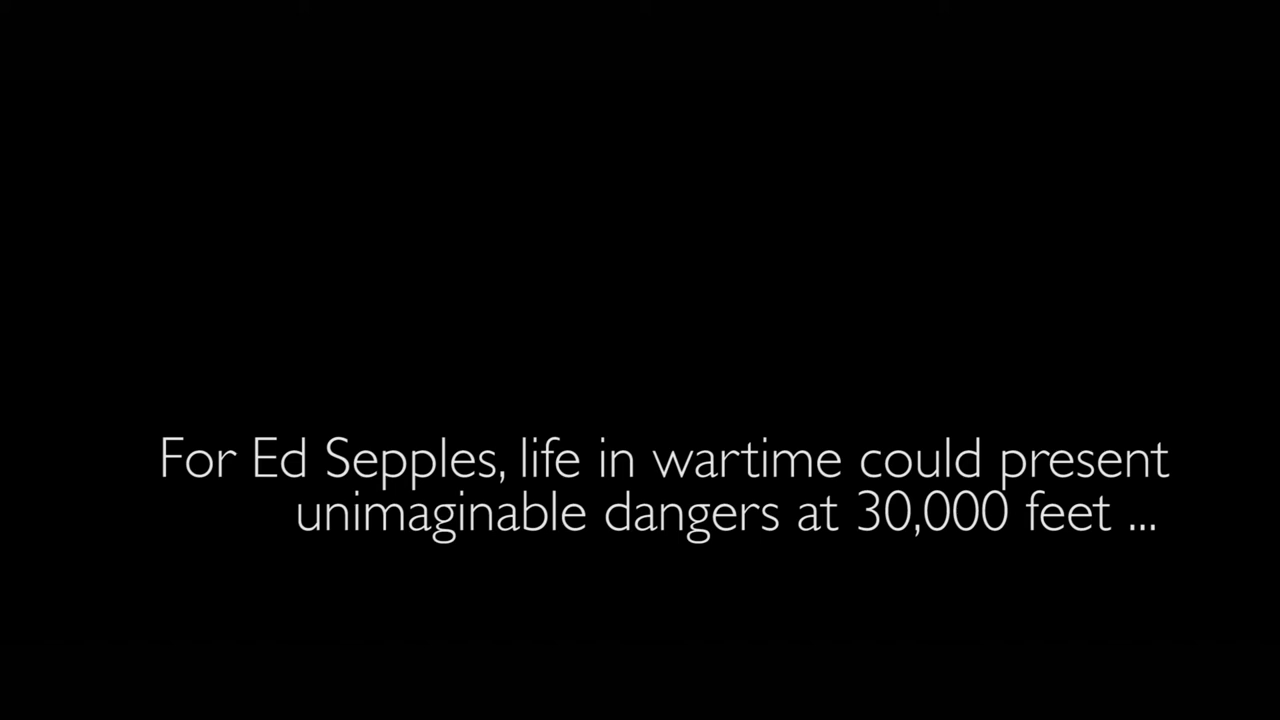 For Ed Sepples, life in wartime could present
unimaginable dangers at 30,000 feet ...